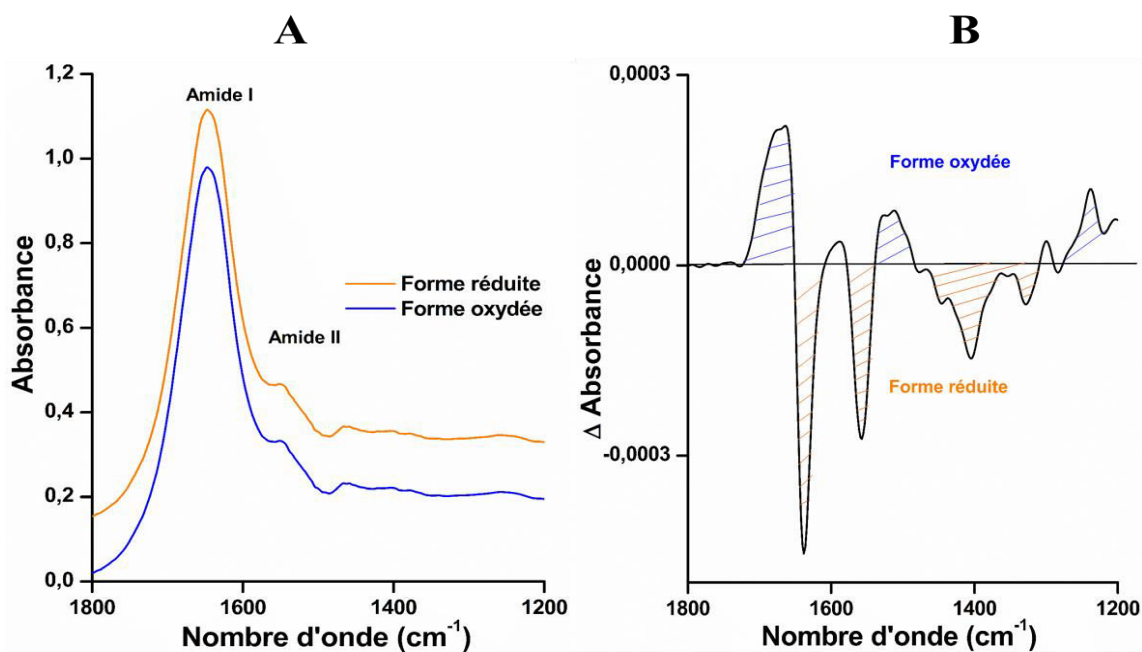 A
B
1,2
1,0
0,8
0,6
0,4
0,2
0,0
Absorbance
Amide I
Amide II
Forme réduite
Forme oxydée
1800
1600
1400
1200
Nombre d'onde (cm-1)
0,0003
0,0000
-0,0003
Δ Absorbance
Forme oxydée
Forme réduite
1800
1600
1400
1200
Nombre d'onde (cm-1)